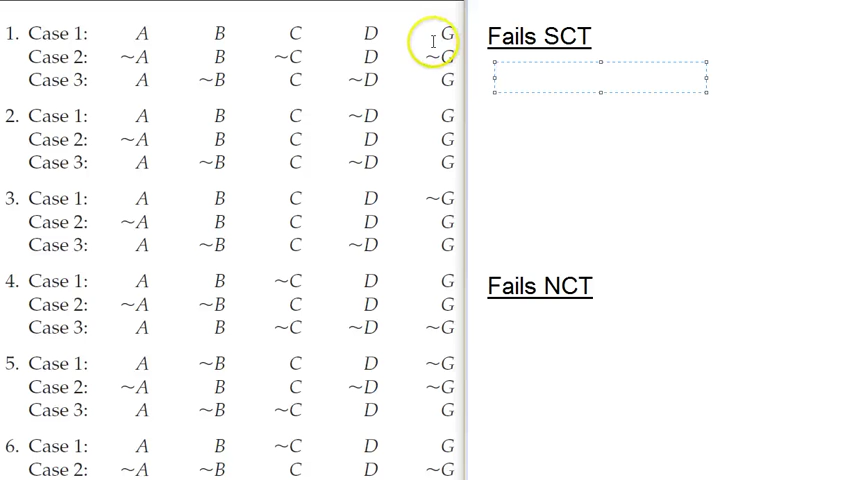 1. Case 1: A B C D G
Case 2: ~A B ~C D ~G
Case 3: A ~B C ~D G
2. Case 1: A B C ~D G
Case 2: ~A B C D G
Case 3: A ~B C ~D G
3. Case 1: A B C D ~G
Case 2: ~A B C D G
Case 3: A ~B C ~D G
4. Case 1: A B ~C D G
Case 2: ~A ~B C D G
Case 3: A B ~C ~D ~G
5. Case 1: A ~B C D ~G
Case 2: ~A B C ~D ~G
Case 3: A ~B ~C D G
6. Case 1: A B ~C D G
Case 2: ~A ~B C D ~G
Fails SCT
Fails NCT